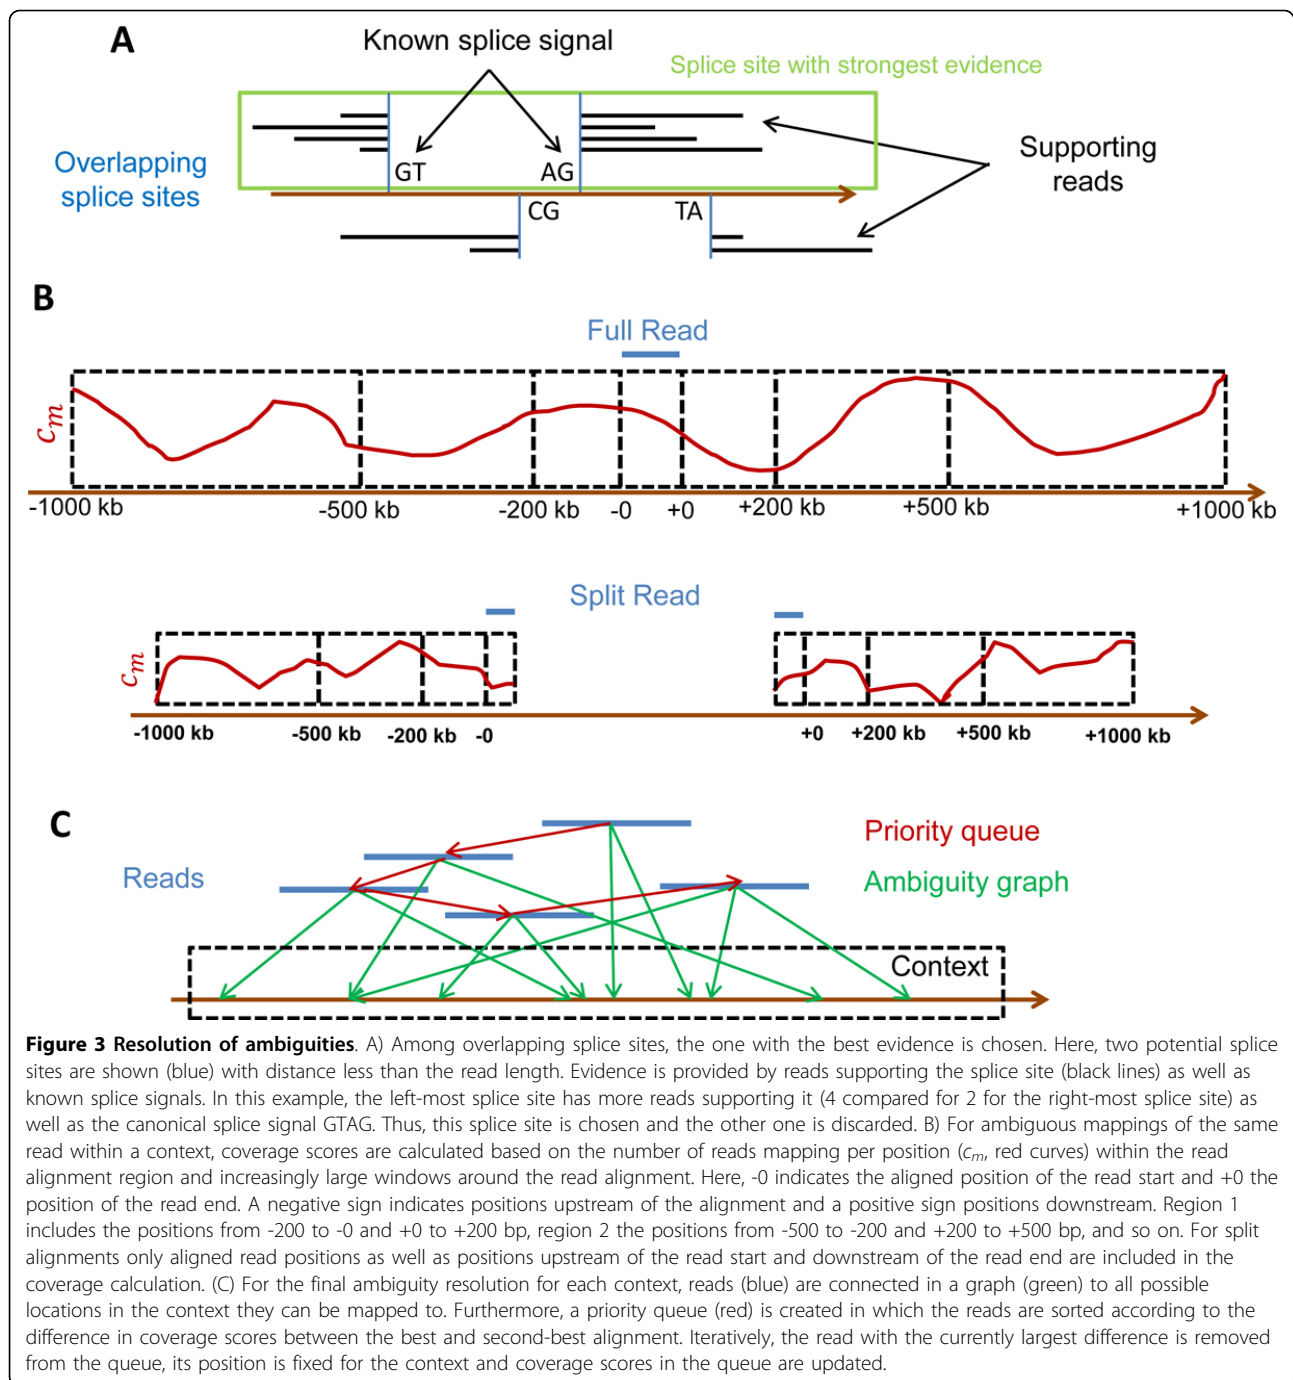 A
Known splice signal
Splice site with strongest evidence
Overlapping
splice sites
GT
AG
Supporting
reads
CG
TA
B
Full Read
cm
-1000 kb
-500 kb
-200 kb
-0
+0
+200 kb
+500 kb
+1000 kb
Split Read
cm
-1000 kb
-500 kb
-200 kb
-0
+0
+200 kb
+500 kb
+1000 kb
C
Priority queue
Reads
Ambiguity graph
Context
Figure 3 Resolution of ambiguities. A) Among overlapping splice sites, the one with the best evidence is chosen. Here, two potential splice
sites are shown (blue) with distance less than the read length. Evidence is provided by reads supporting the splice site (black lines) as well as
known splice signals. In this example, the left-most splice site has more reads supporting it (4 compared for 2 for the right-most splice site) as
well as the canonical splice signal GTAG. Thus, this splice site is chosen and the other one is discarded. B) For ambiguous mappings of the same
read within a context, coverage scores are calculated based on the number of reads mapping per position (cm, red curves) within the read
alignment region and increasingly large windows around the read alignment. Here, -0 indicates the aligned position of the read start and +0 the
position of the read end. A negative sign indicates positions upstream of the alignment and a positive sign positions downstream. Region 1
includes the positions from -200 to -0 and +0 to +200 bp, region 2 the positions from -500 to -200 and +200 to +500 bp, and so on. For split
alignments only aligned read positions as well as positions upstream of the read start and downstream of the read end are included in the
coverage calculation. (C) For the final ambiguity resolution for each context, reads (blue) are connected in a graph (green) to all possible
locations in the context they can be mapped to. Furthermore, a priority queue (red) is created in which the reads are sorted according to the
difference in coverage scores between the best and second-best alignment. Iteratively, the read with the currently largest difference is removed
from the queue, its position is fixed for the context and coverage scores in the queue are updated.